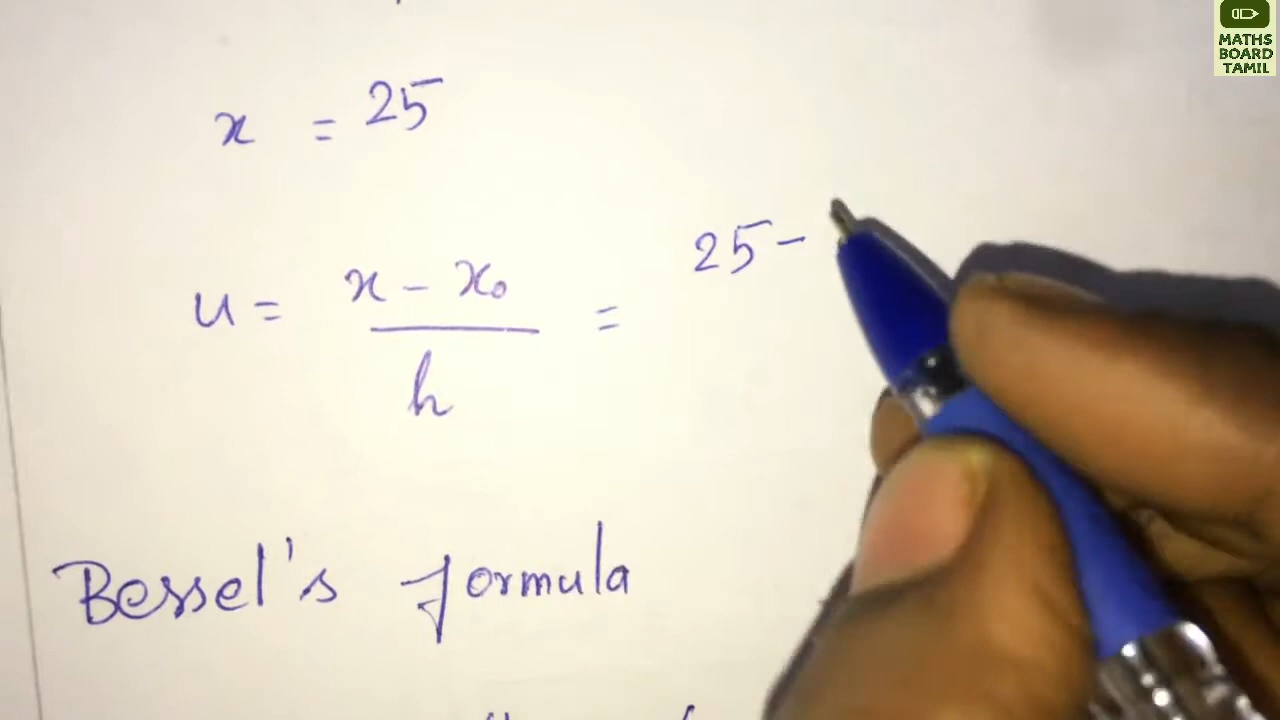 MATHS
BOARD
TAMIL
x = 25
u = x - x₀ / h = 25 -
Bessel's formula